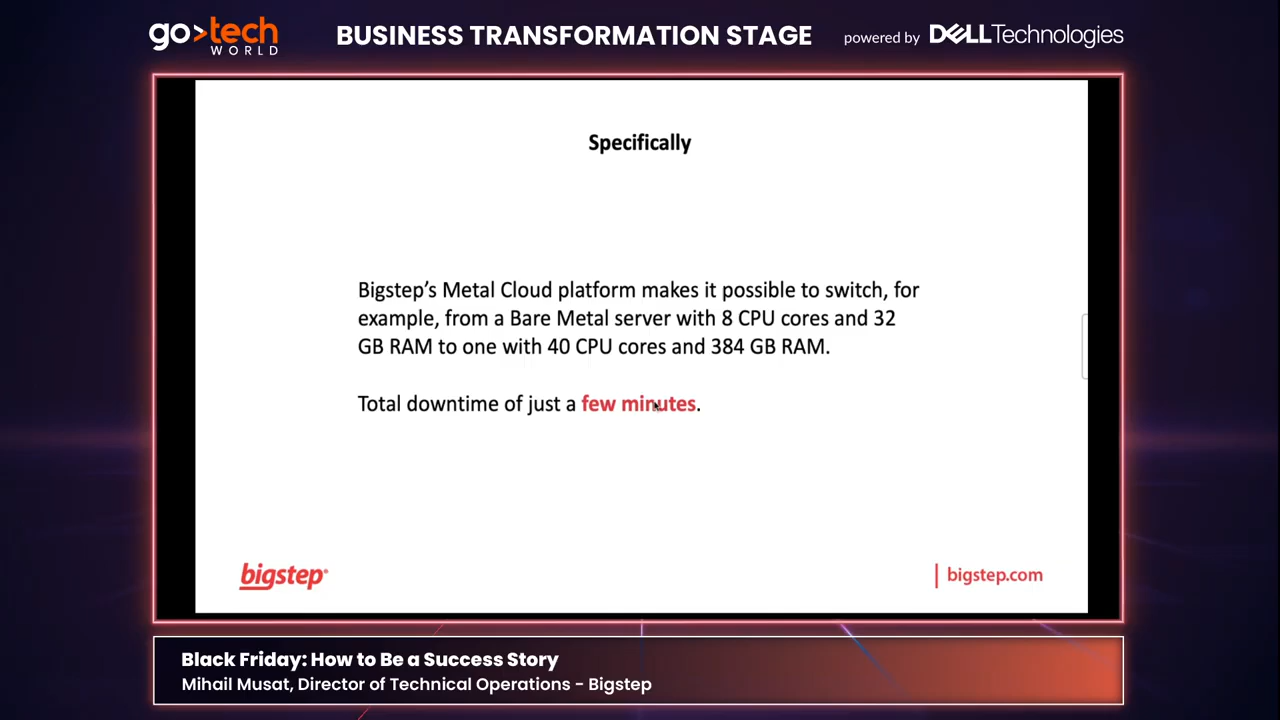 go>tech
WORLD
BUSINESS TRANSFORMATION STAGE
powered by
DELLTechnologies
Specifically
Bigstep’s Metal Cloud platform makes it possible to switch, for
example, from a Bare Metal server with 8 CPU cores and 32
GB RAM to one with 40 CPU cores and 384 GB RAM.
Total downtime of just a few minutes.
bigstep®
bigstep.com
Black Friday: How to Be a Success Story
Mihail Musat, Director of Technical Operations – Bigstep